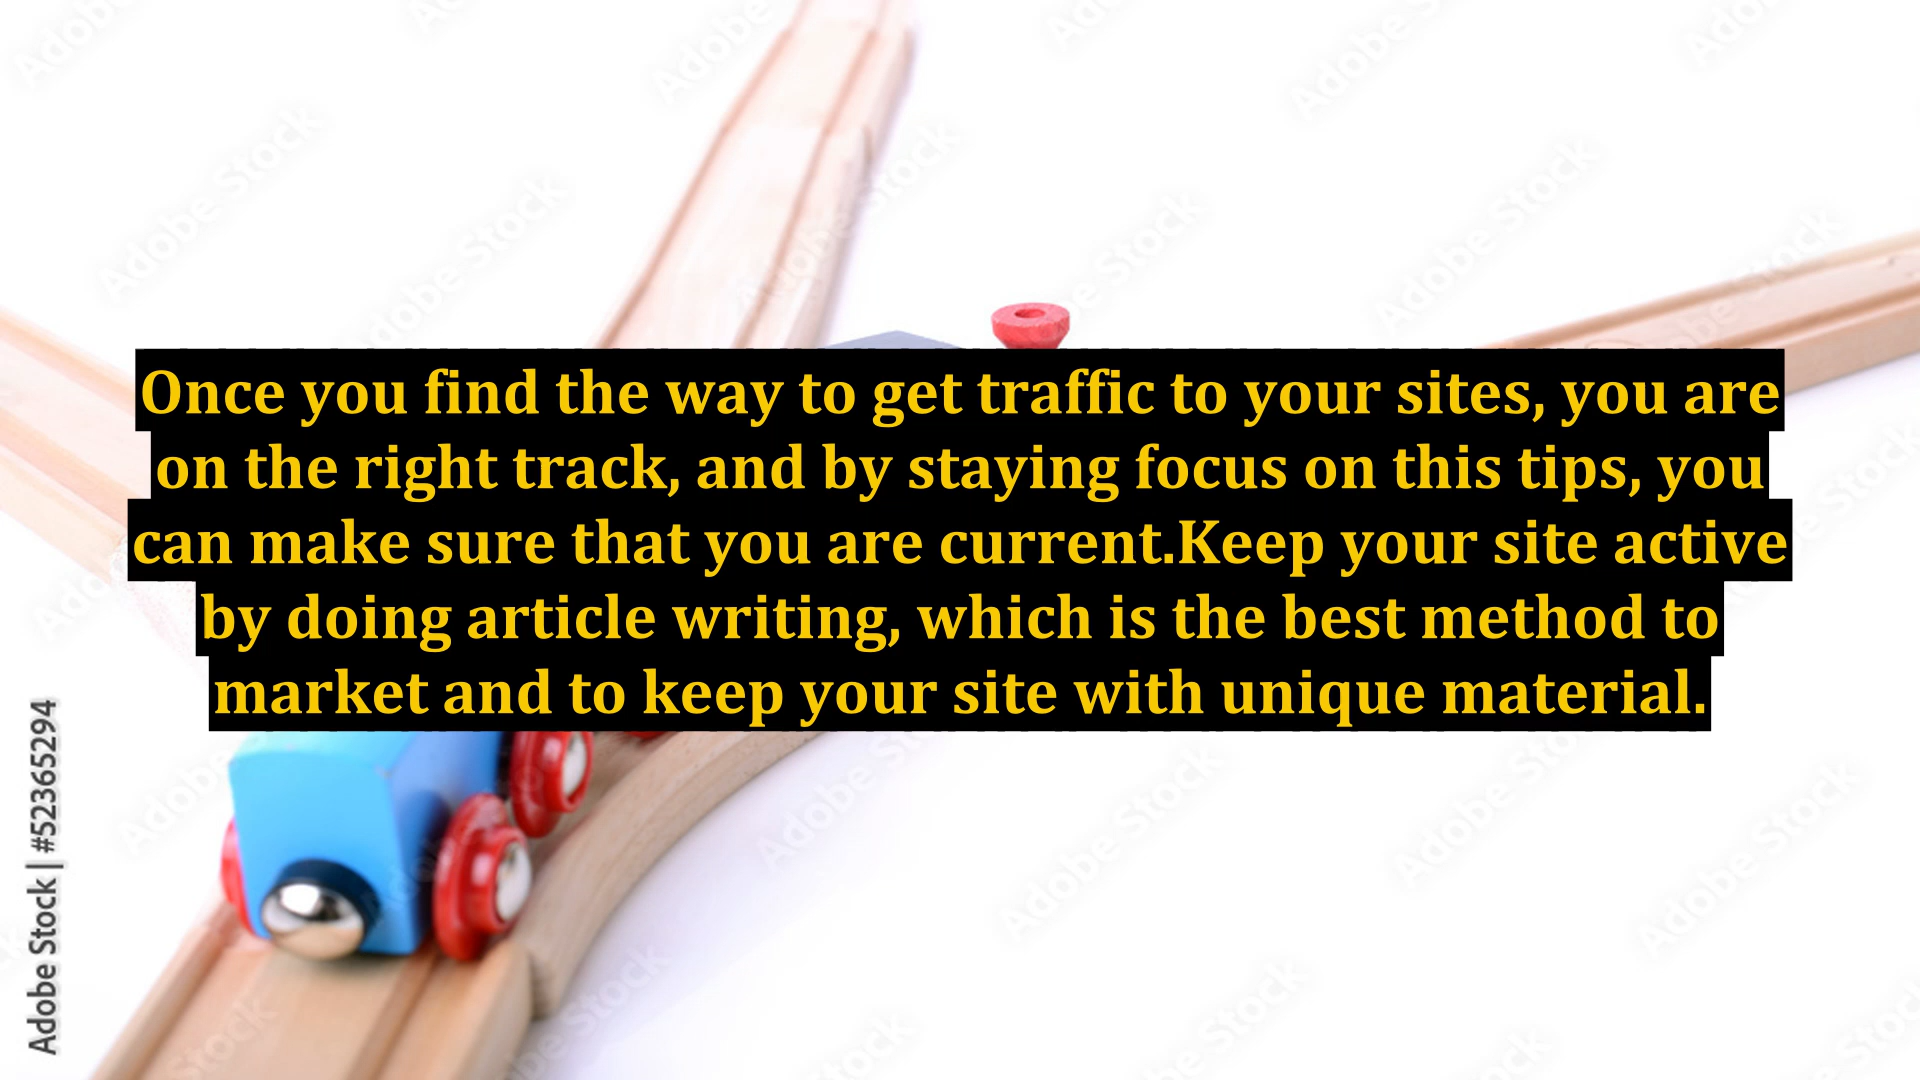 Once you find the way to get traffic to your sites, you are
on the right track, and by staying focus on this tips, you
can make sure that you are current.Keep your site active
by doing article writing, which is the best method to
market and to keep your site with unique material.
Adobe Stock | #52365294